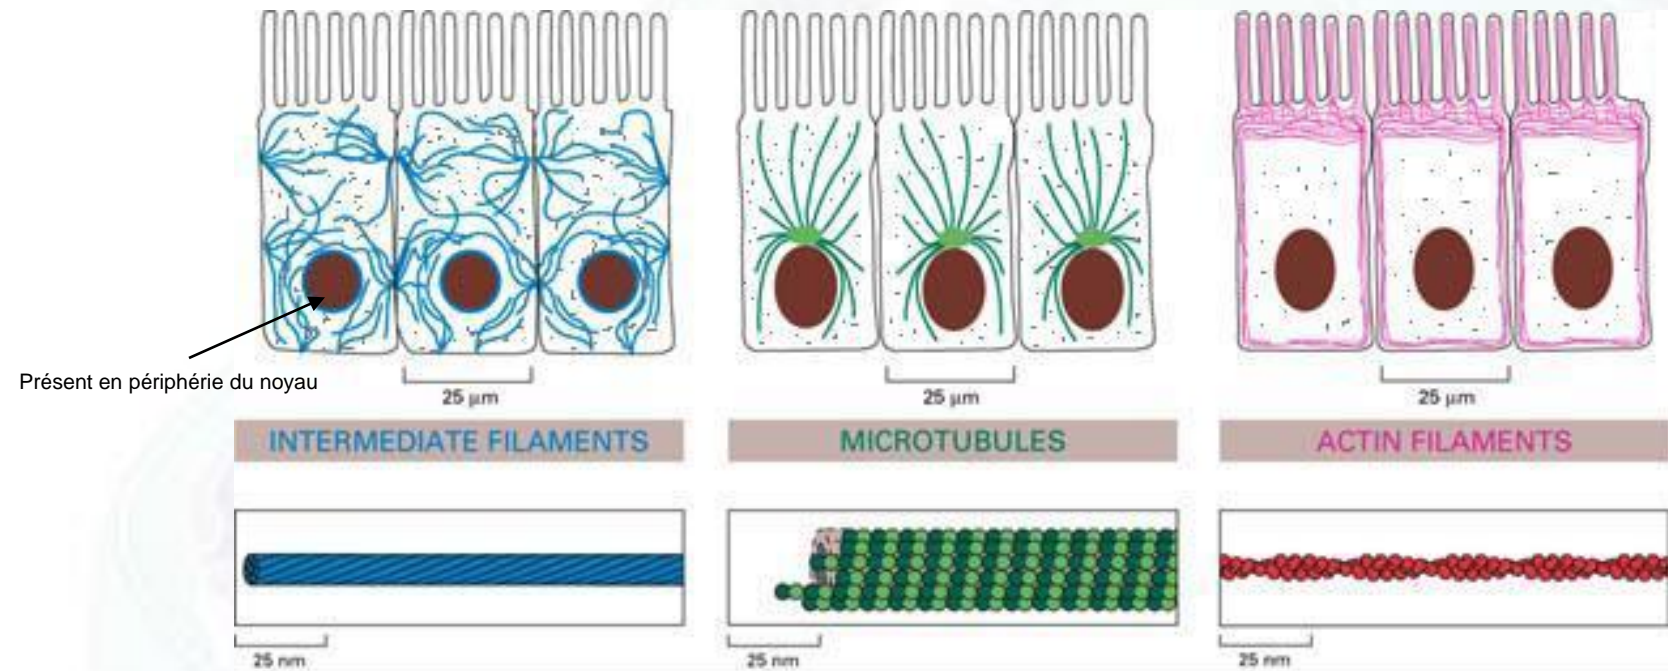 Présent en périphérie du noyau
25 μm
25 μm
25 μm
INTERMEDIATE FILAMENTS
MICROTUBULES
ACTIN FILAMENTS
25 nm
25 nm
25 nm